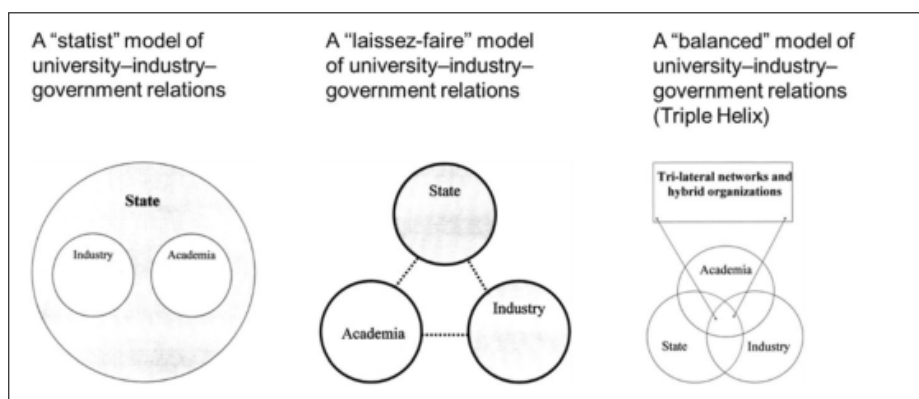 A “statist” model of
university–industry–
government relations
A “laissez-faire” model
of university–industry–
government relations
A “balanced” model of
university–industry–
government relations
(Triple Helix)
State
Industry
Academia
State
Academia
Industry
Tri-lateral networks and
hybrid organizations
Academia
State
Industry